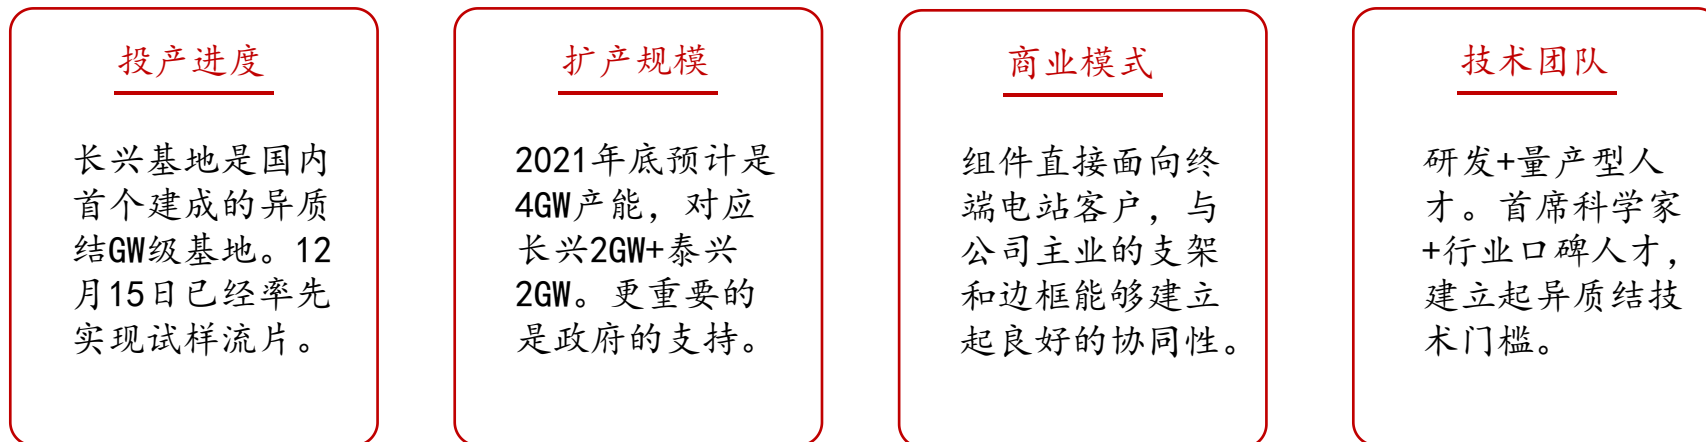 投产进度
长兴基地是国内
首个建成的异质
结GW级基地。12
月15日已经率先
实现试样流片。
扩产规模
2021年底预计是
4GW产能，对应
长兴2GW+泰兴
2GW。更重要的
是政府的支持。
商业模式
组件直接面向终
端电站客户，与
公司主业的支架
和边框能够建立
起良好的协同性。
技术团队
研发+量产型人
才。首席科学家
+行业口碑人才，
建立起异质结技
术门槛。